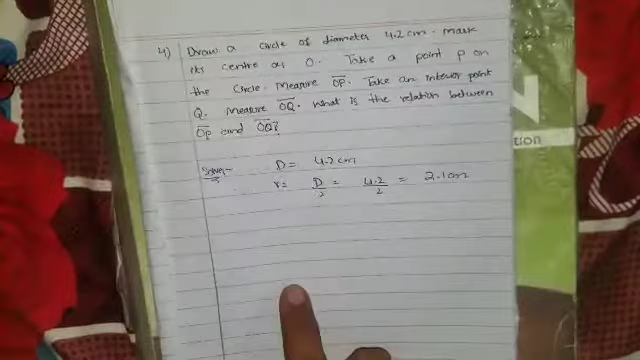 4) Draw a circle of diameter 4.2 cm. mark
its centre as O. Take a point P on
the circle. Measure OP. Take an interior point
Q. Measure OQ. What is the relation between
OP and OQ?
Solu:-
D = 4.2 cm
r = D/2 = 4.2/2 = 2.1 cm
tion